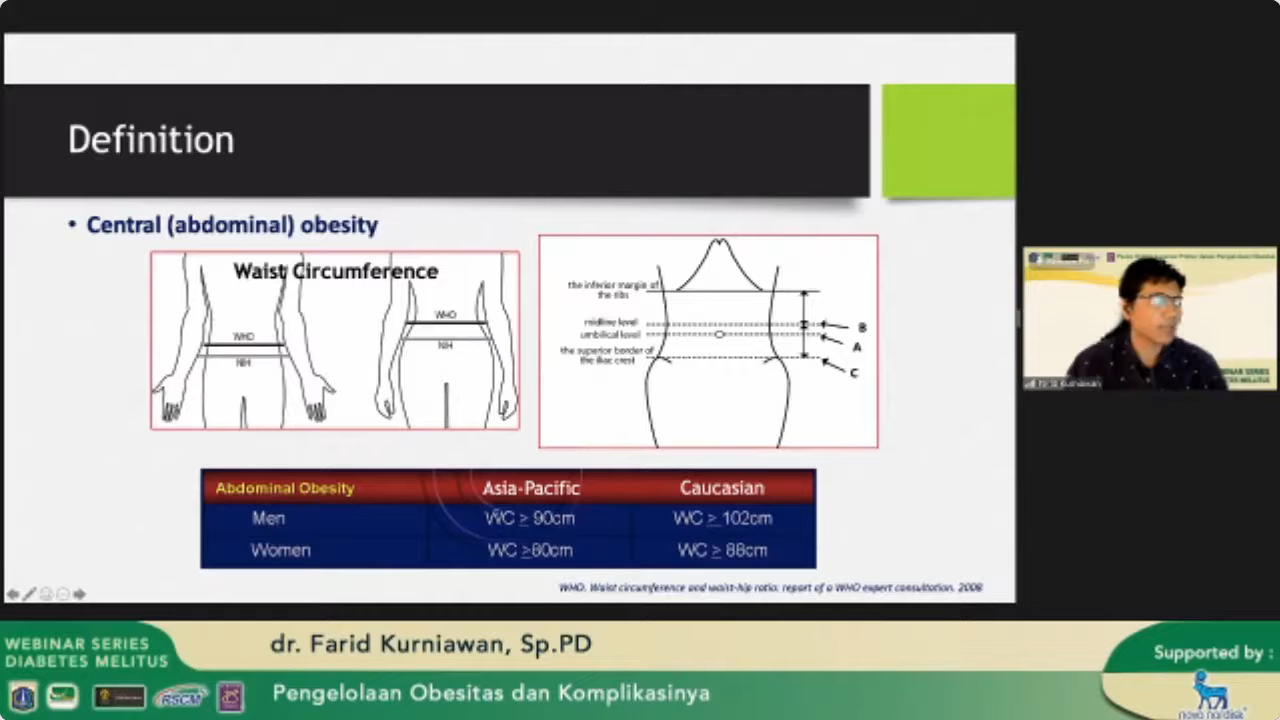 Definition
• Central (abdominal) obesity
Waist Circumference
WHO
NIH
WHO
NIH
the inferior margin of
the ribs
midline level
umbilical level
the superior border of
the iliac crest
B
A
C
Abdominal Obesity Asia-Pacific Caucasian
Men WC ≥ 90cm WC ≥ 102cm
Women WC ≥80cm WC ≥ 88cm
WHO. Waist circumference and waist-hip ratio: report of a WHO expert consultation. 2008
Farid Kurniawan
WEBINAR SERIES
DIABETES MELITUS
dr. Farid Kurniawan, Sp.PD
Pengelolaan Obesitas dan Komplikasinya
RSCM
Supported by :
novo nordisk